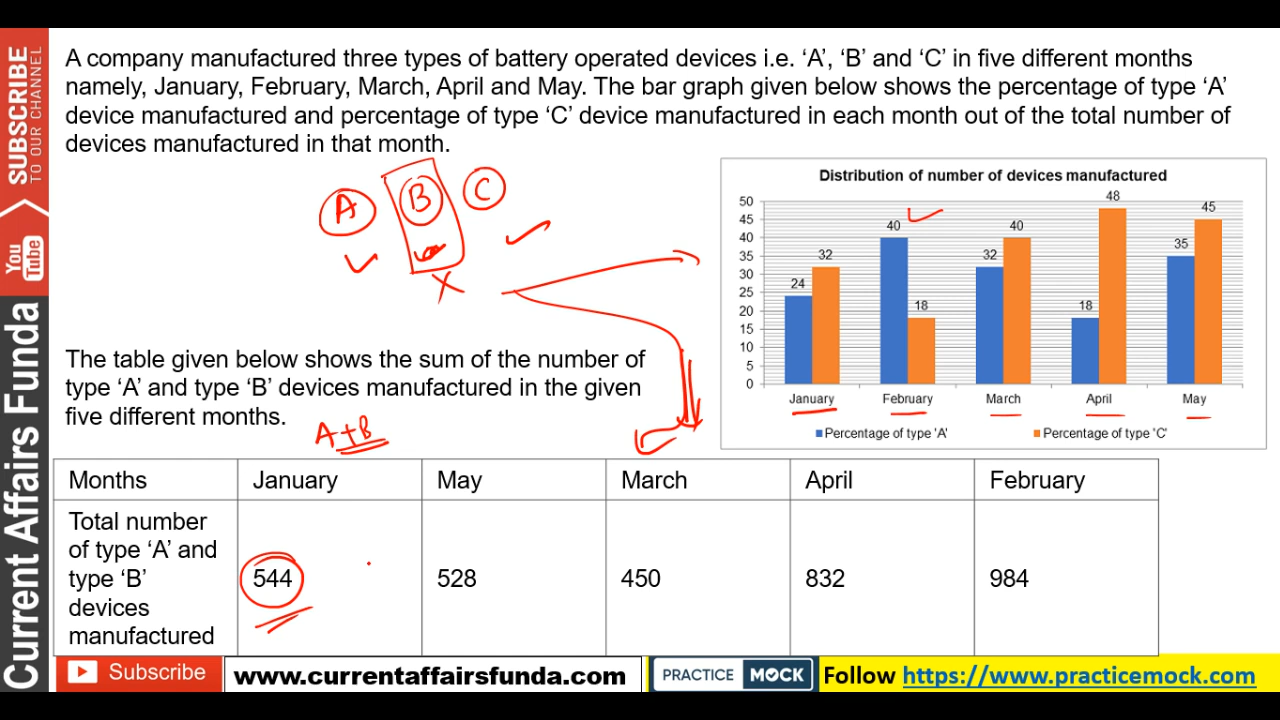 SUBSCRIBE
TO OUR CHANNEL
You
Tube
Current Affairs Funda
A company manufactured three types of battery operated devices i.e. ‘A’, ‘B’ and ‘C’ in five different months
namely, January, February, March, April and May. The bar graph given below shows the percentage of type ‘A’
device manufactured and percentage of type ‘C’ device manufactured in each month out of the total number of
devices manufactured in that month.
A B C
Distribution of number of devices manufactured
50
45
40
35
30
25
20
15
10
5
0
24 32 40 18 32 40 18 48 35 45
January February March April May
Percentage of type 'A' Percentage of type 'C'
The table given below shows the sum of the number of
type ‘A’ and type ‘B’ devices manufactured in the given
five different months.
A+B
Months January May March April February
Total number
of type ‘A’ and
type ‘B’
devices
manufactured
544 528 450 832 984
Subscribe
www.currentaffairsfunda.com
PRACTICE MOCK
Follow https://www.practicemock.com